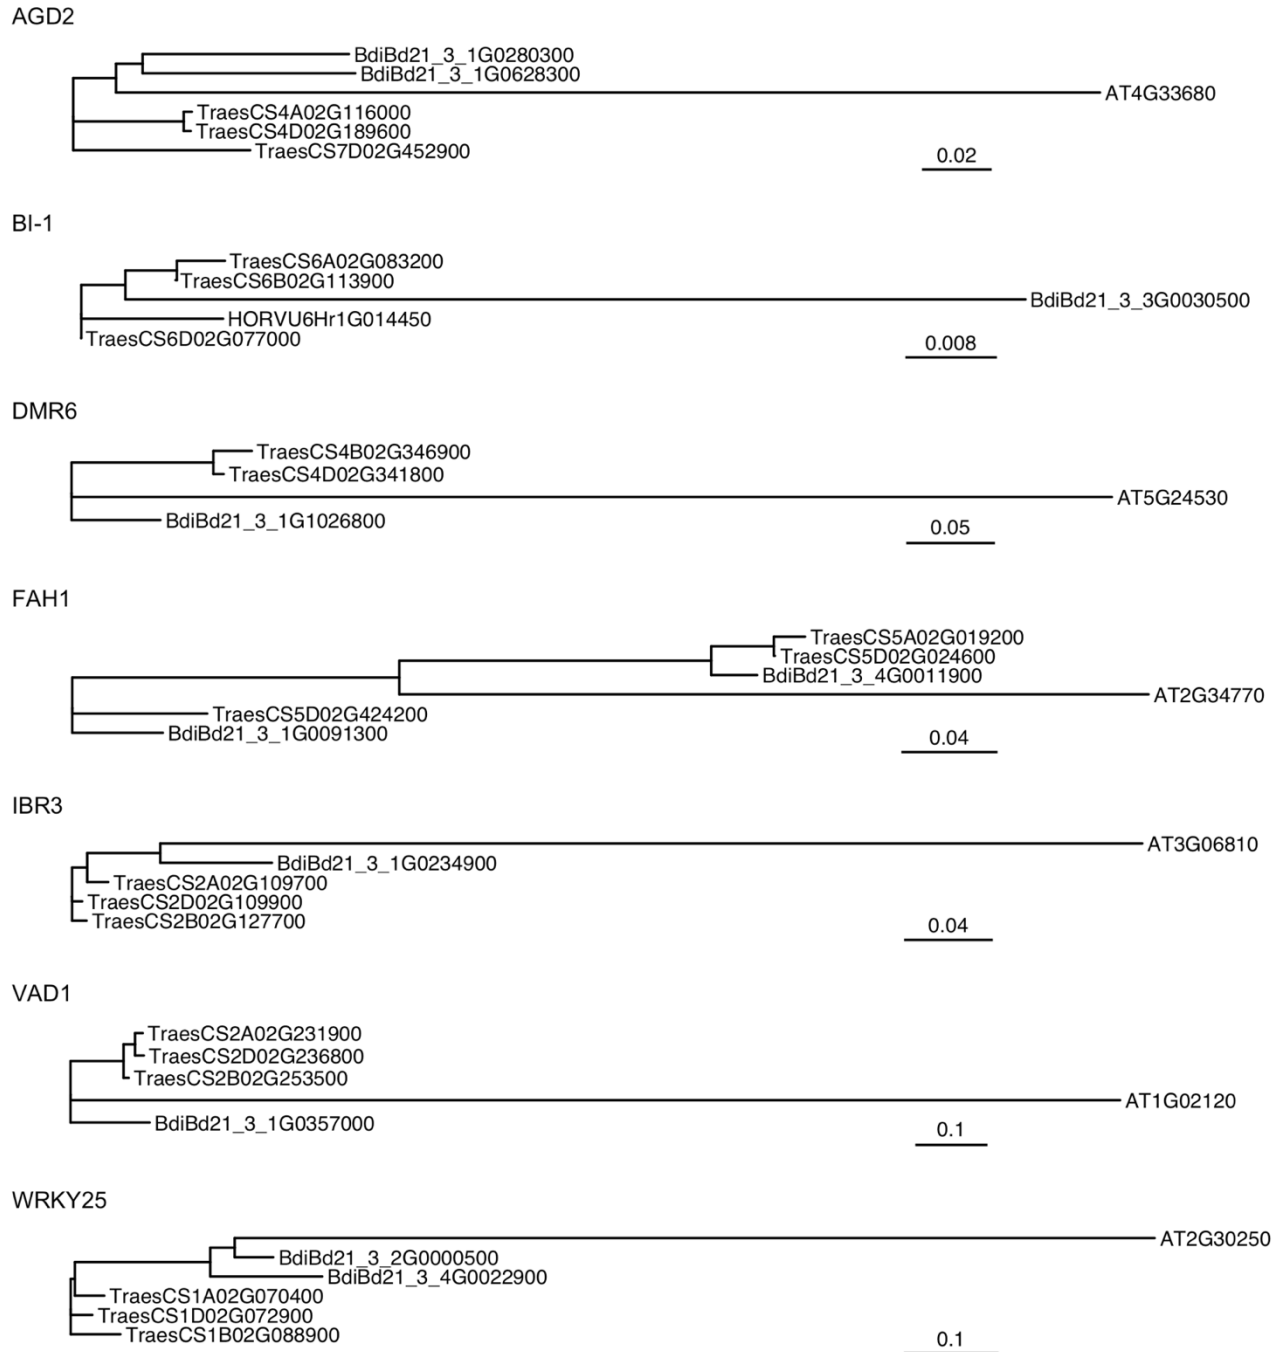 AGD2
BdiBd21_3_1G0280300
BdiBd21_3_1G0628300
AT4G33680
TraesCS4A02G116000
TraesCS4D02G189600
TraesCS7D02G452900
0.02
BI-1
TraesCS6A02G083200
TraesCS6B02G113900
BdiBd21_3_3G0030500
HORVU6Hr1G014450
TraesCS6D02G077000
0.008
DMR6
TraesCS4B02G346900
TraesCS4D02G341800
AT5G24530
BdiBd21_3_1G1026800
0.05
FAH1
TraesCS5A02G019200
TraesCS5D02G024600
BdiBd21_3_4G0011900
AT2G34770
TraesCS5D02G424200
BdiBd21_3_1G0091300
0.04
IBR3
AT3G06810
BdiBd21_3_1G0234900
TraesCS2A02G109700
TraesCS2D02G109900
TraesCS2B02G127700
0.04
VAD1
TraesCS2A02G231900
TraesCS2D02G236800
TraesCS2B02G253500
AT1G02120
BdiBd21_3_1G0357000
0.1
WRKY25
AT2G30250
BdiBd21_3_2G0000500
BdiBd21_3_4G0022900
TraesCS1A02G070400
TraesCS1D02G072900
TraesCS1B02G088900
0.1